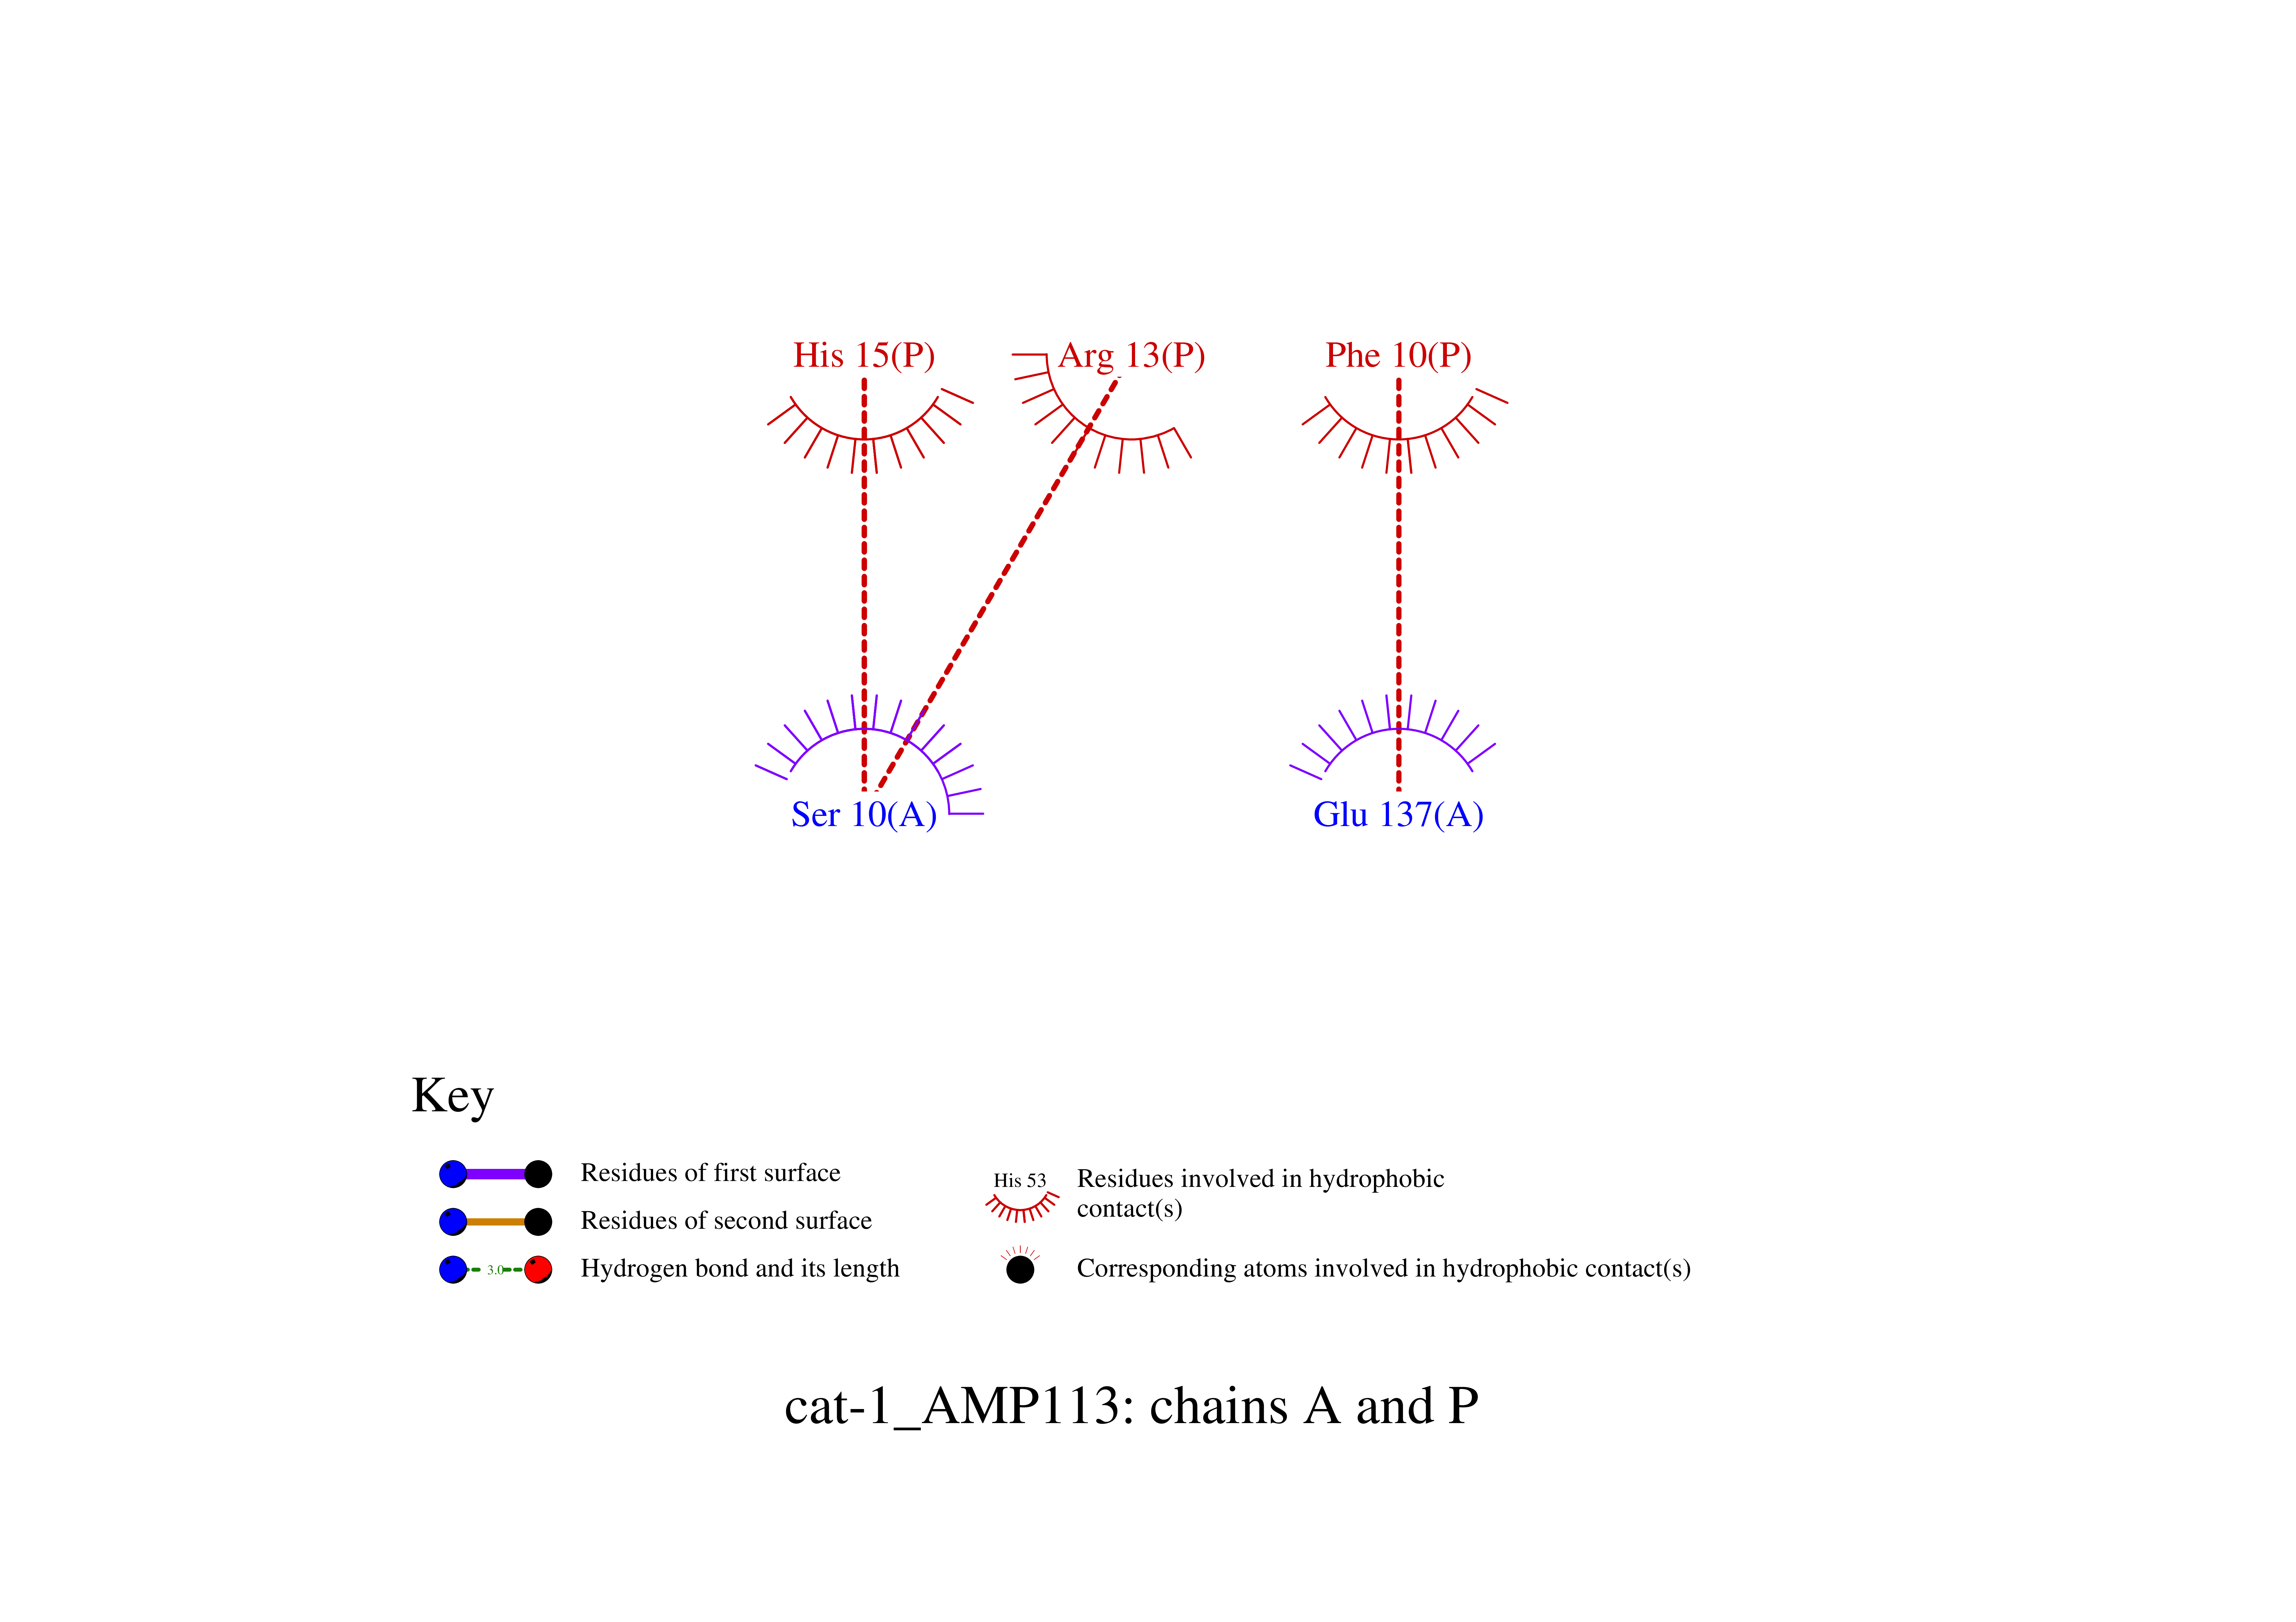 His 15(P) Arg 13(P) Phe 10(P)
Ser 10(A) Glu 137(A)
Key
Residues of first surface
Residues of second surface
3.0 Hydrogen bond and its length
His 53 Residues involved in hydrophobic
contact(s)
Corresponding atoms involved in hydrophobic contact(s)
cat-1_AMP113: chains A and P